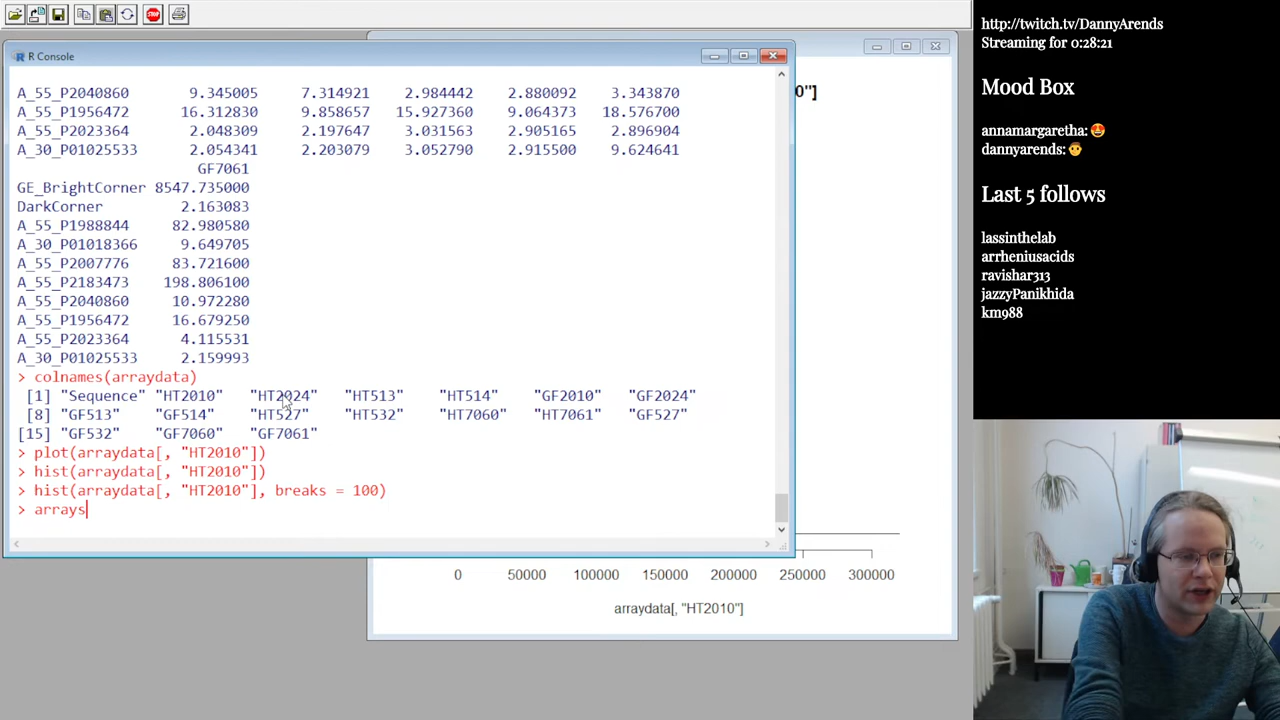 STOP
R Console
A_55_P2040860 9.345005 7.314921 2.984442 2.880092 3.343870
A_55_P1956472 16.312830 9.858657 15.927360 9.064373 18.576700
A_55_P2023364 2.048309 2.197647 3.031563 2.905165 2.896904
A_30_P01025533 2.054341 2.203079 3.052790 2.915500 9.624641
GF7061
GE_BrightCorner 8547.735000
DarkCorner 2.163083
A_55_P1988844 82.980580
A_30_P01018366 9.649705
A_55_P2007776 83.721600
A_55_P2183473 198.806100
A_55_P2040860 10.972280
A_55_P1956472 16.679250
A_55_P2023364 4.115531
A_30_P01025533 2.159993
> colnames(arraydata)
[1] "Sequence" "HT2010" "HT2024" "HT513" "HT514" "GF2010" "GF2024"
[8] "GF513" "GF514" "HT527" "HT532" "HT7060" "HT7061" "GF527"
[15] "GF532" "GF7060" "GF7061"
> plot(arraydata[, "HT2010"])
> hist(arraydata[, "HT2010"])
> hist(arraydata[, "HT2010"], breaks = 100)
> arrays
0"]
0 50000 100000 150000 200000 250000 300000
arraydata[, "HT2010"]
http://twitch.tv/DannyArends
Streaming for 0:28:21
Mood Box
annamargaretha: 😍
dannyarends: 👨
Last 5 follows
lassinthelab
arrheniusacids
ravishar313
jazzyPanikhida
km988